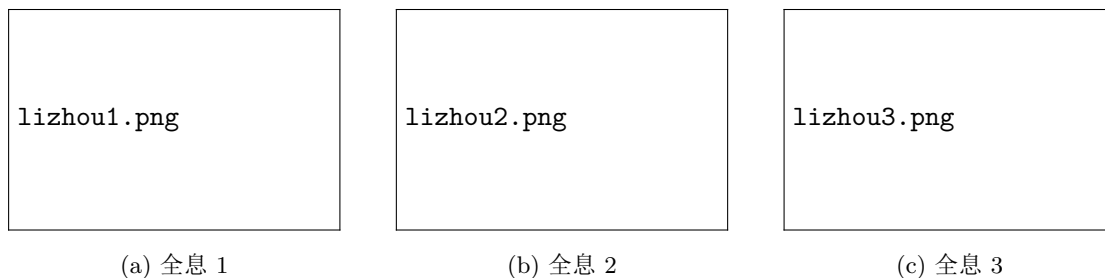 lizhou1.png lizhou2.png lizhou3.png
(a) 全息 1 (b) 全息 2 (c) 全息 3